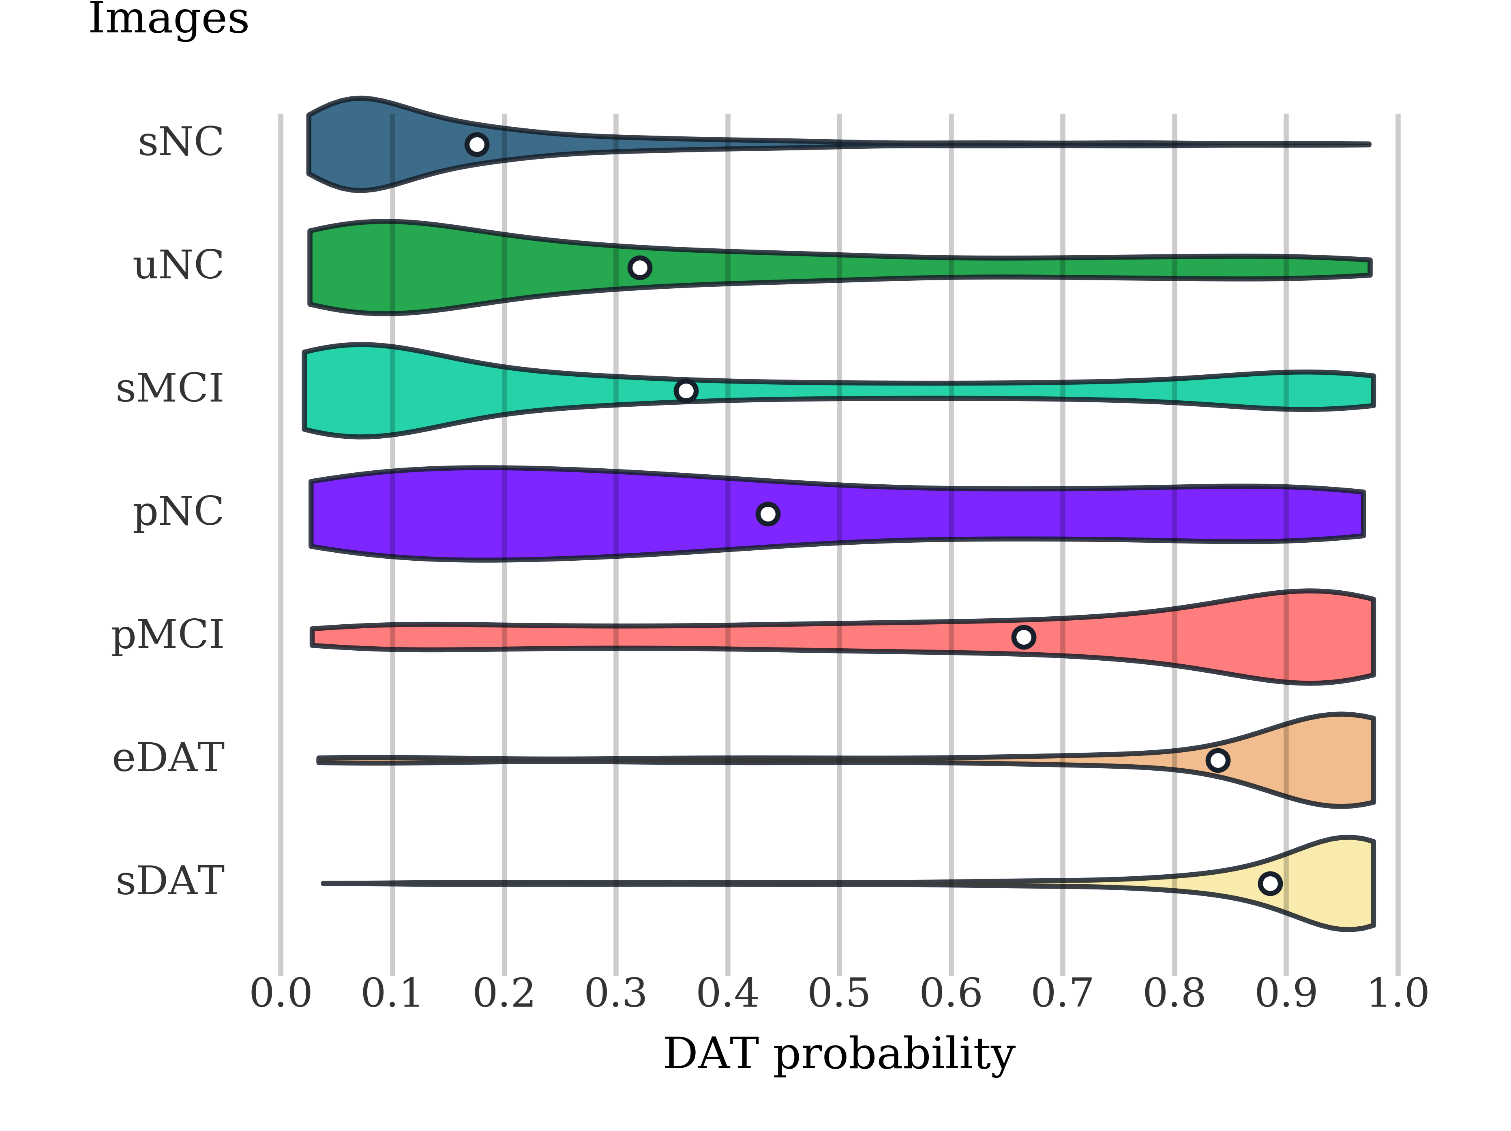 Images
sNC
uNC
sMCI
pNC
pMCI
eDAT
sDAT
0.0 0.1 0.2 0.3 0.4 0.5 0.6 0.7 0.8 0.9 1.0
DAT probability